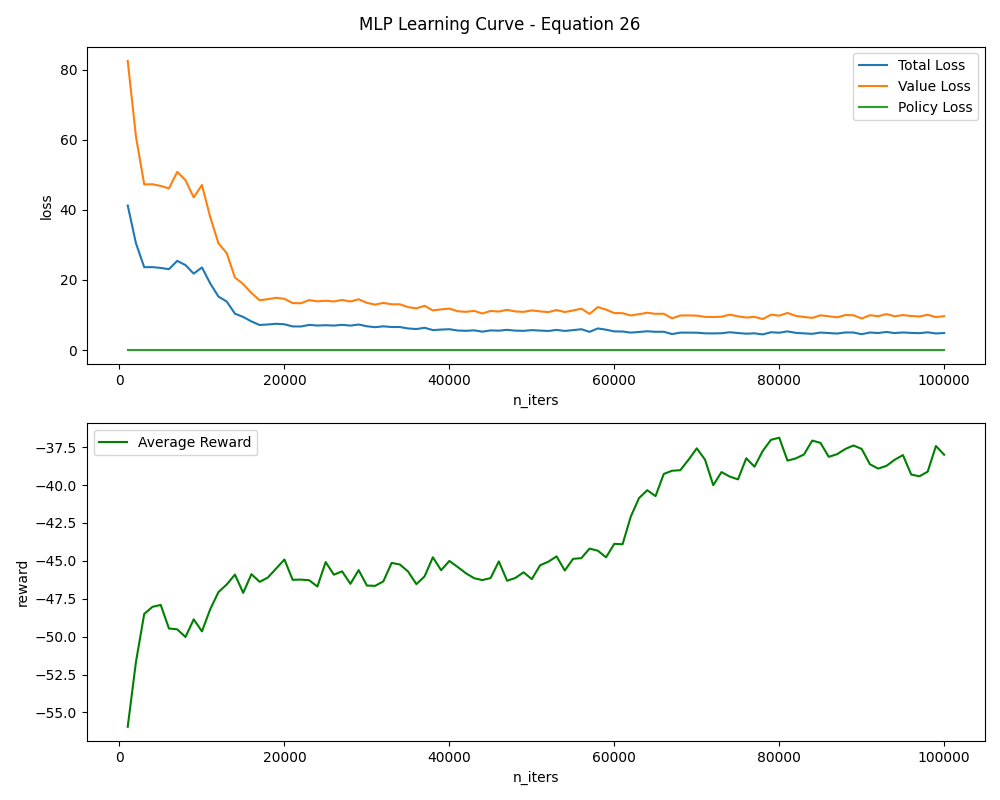 MLP Learning Curve - Equation 26
80
60
40
20
0
loss
Total Loss
Value Loss
Policy Loss
0 20000 40000 60000 80000 100000
n_iters
−37.5
−40.0
−42.5
−45.0
−47.5
−50.0
−52.5
−55.0
reward
Average Reward
0 20000 40000 60000 80000 100000
n_iters